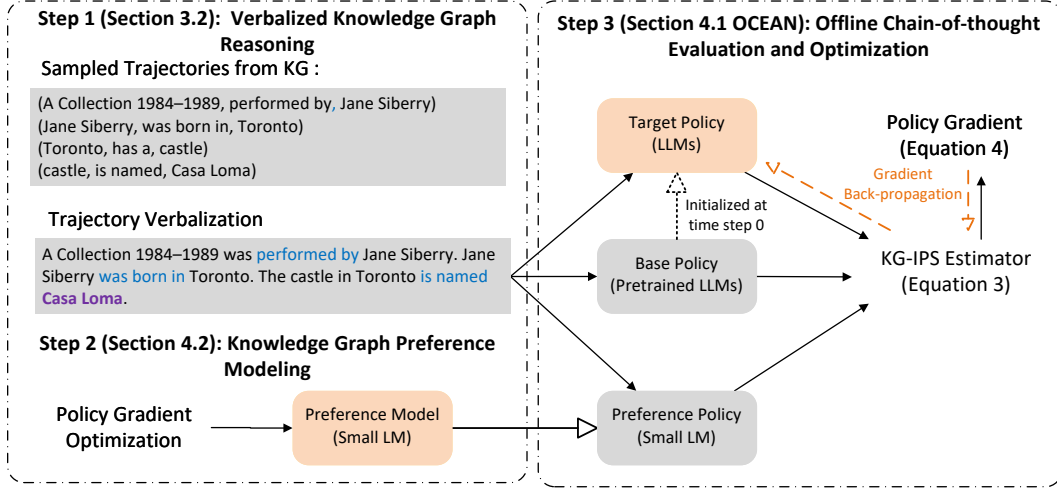 Step 1 (Section 3.2): Verbalized Knowledge Graph
Reasoning
Sampled Trajectories from KG :
(A Collection 1984–1989, performed by, Jane Siberry)
(Jane Siberry, was born in, Toronto)
(Toronto, has a, castle)
(castle, is named, Casa Loma)
Trajectory Verbalization
A Collection 1984–1989 was performed by Jane Siberry. Jane
Siberry was born in Toronto. The castle in Toronto is named
Casa Loma.
Step 2 (Section 4.2): Knowledge Graph Preference
Modeling
Policy Gradient
Optimization
Preference Model
(Small LM)
Step 3 (Section 4.1 OCEAN): Offline Chain-of-thought
Evaluation and Optimization
Target Policy
(LLMs)
Policy Gradient
(Equation 4)
Gradient
Back-propagation
Initialized at
time step 0
Base Policy
(Pretrained LLMs)
KG-IPS Estimator
(Equation 3)
Preference Policy
(Small LM)